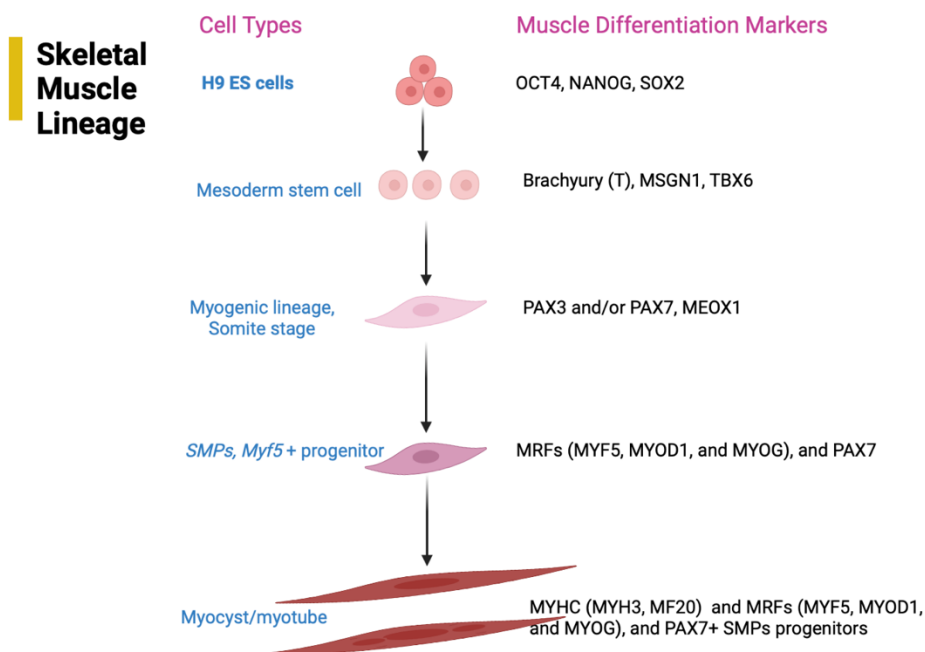 Skeletal
Muscle
Lineage
Cell Types
Muscle Differentiation Markers
H9 ES cells
OCT4, NANOG, SOX2
Mesoderm stem cell
Brachyury (T), MSGN1, TBX6
Myogenic lineage,
Somite stage
PAX3 and/or PAX7, MEOX1
SMPs, Myf5 + progenitor
MRFs (MYF5, MYOD1, and MYOG), and PAX7
Myocyst/myotube
MYHC (MYH3, MF20) and MRFs (MYF5, MYOD1,
and MYOG), and PAX7+ SMPs progenitors